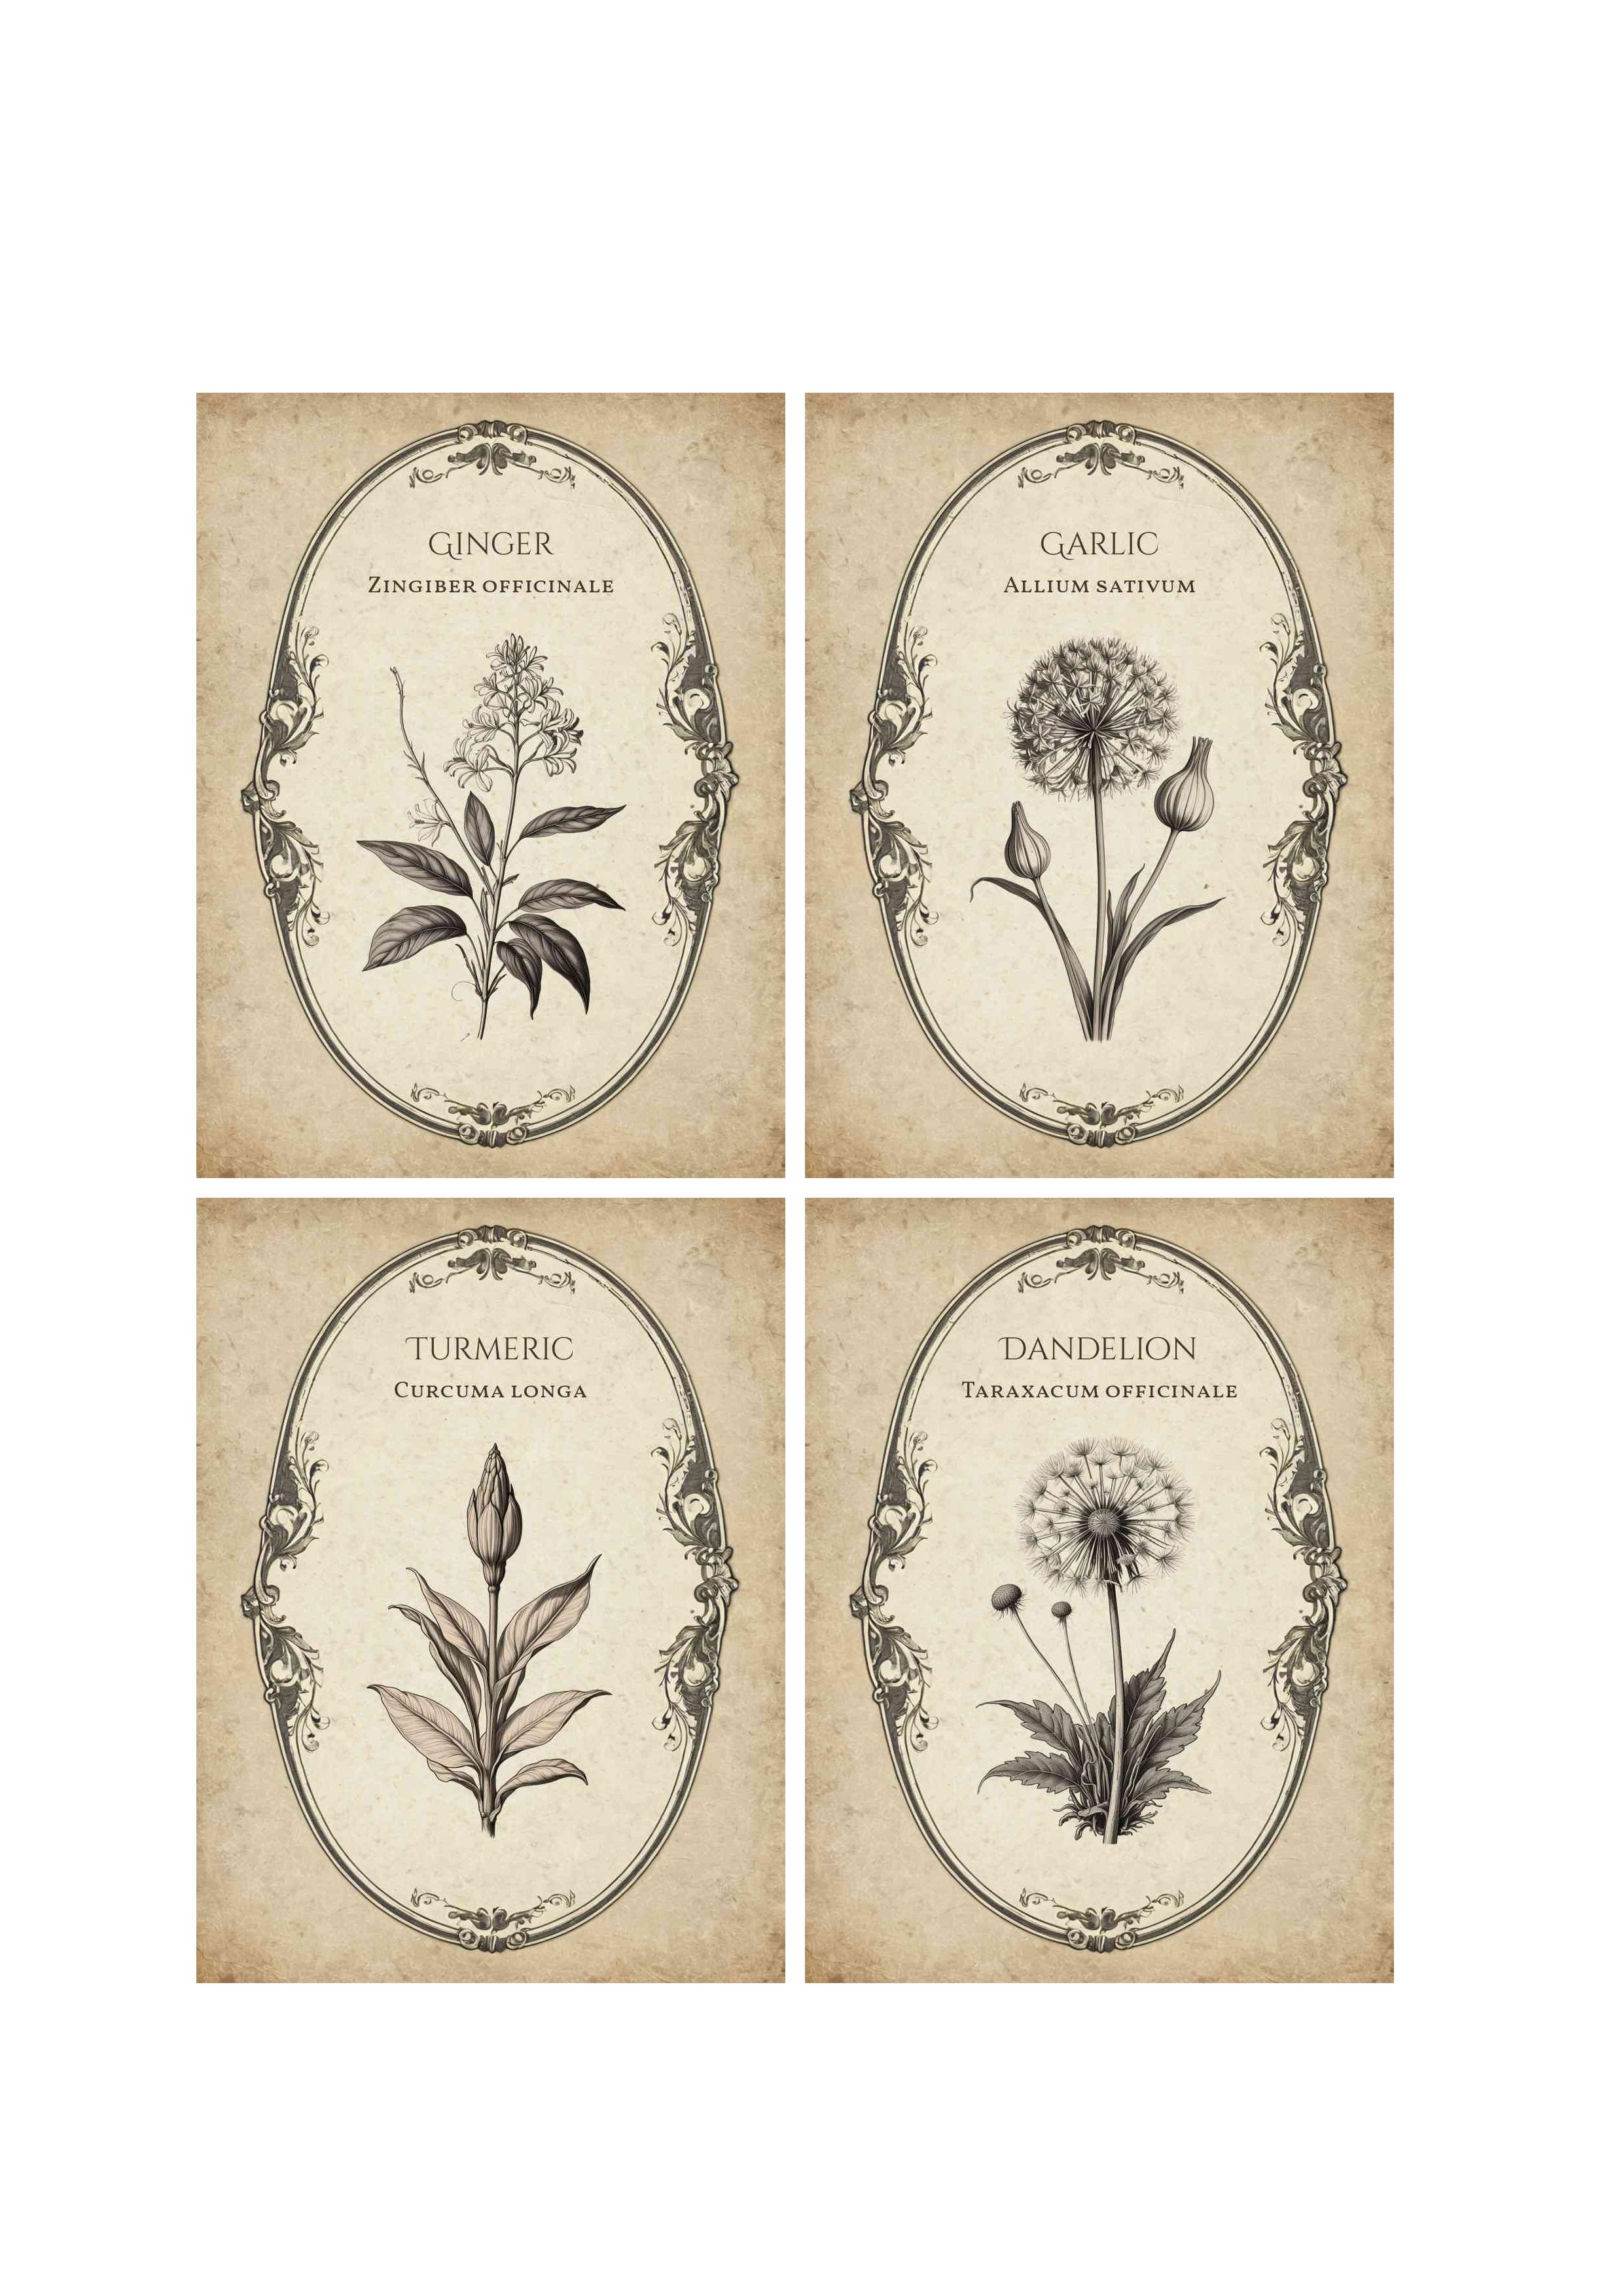 GINGER
ZINGIBER OFFICINALE
GARLIC
ALLIUM SATIVUM
TURMERIC
CURCUMA LONGA
DANDELION
TARAXACUM OFFICINALE